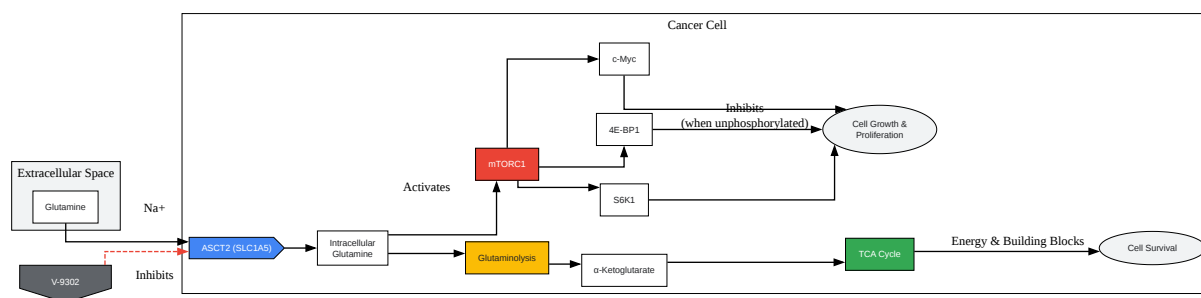 Cancer Cell
c-Myc
Inhibits
(when unphosphorylated)
4E-BP1
Cell Growth &
Proliferation
mTORC1
Extracellular Space
Glutamine
Activates
S6K1
Na+
ASCT2 (SLC1A5)
Intracellular
Glutamine
Glutaminolysis
α-Ketoglutarate
TCA Cycle
Energy & Building Blocks
Cell Survival
V-9302
Inhibits